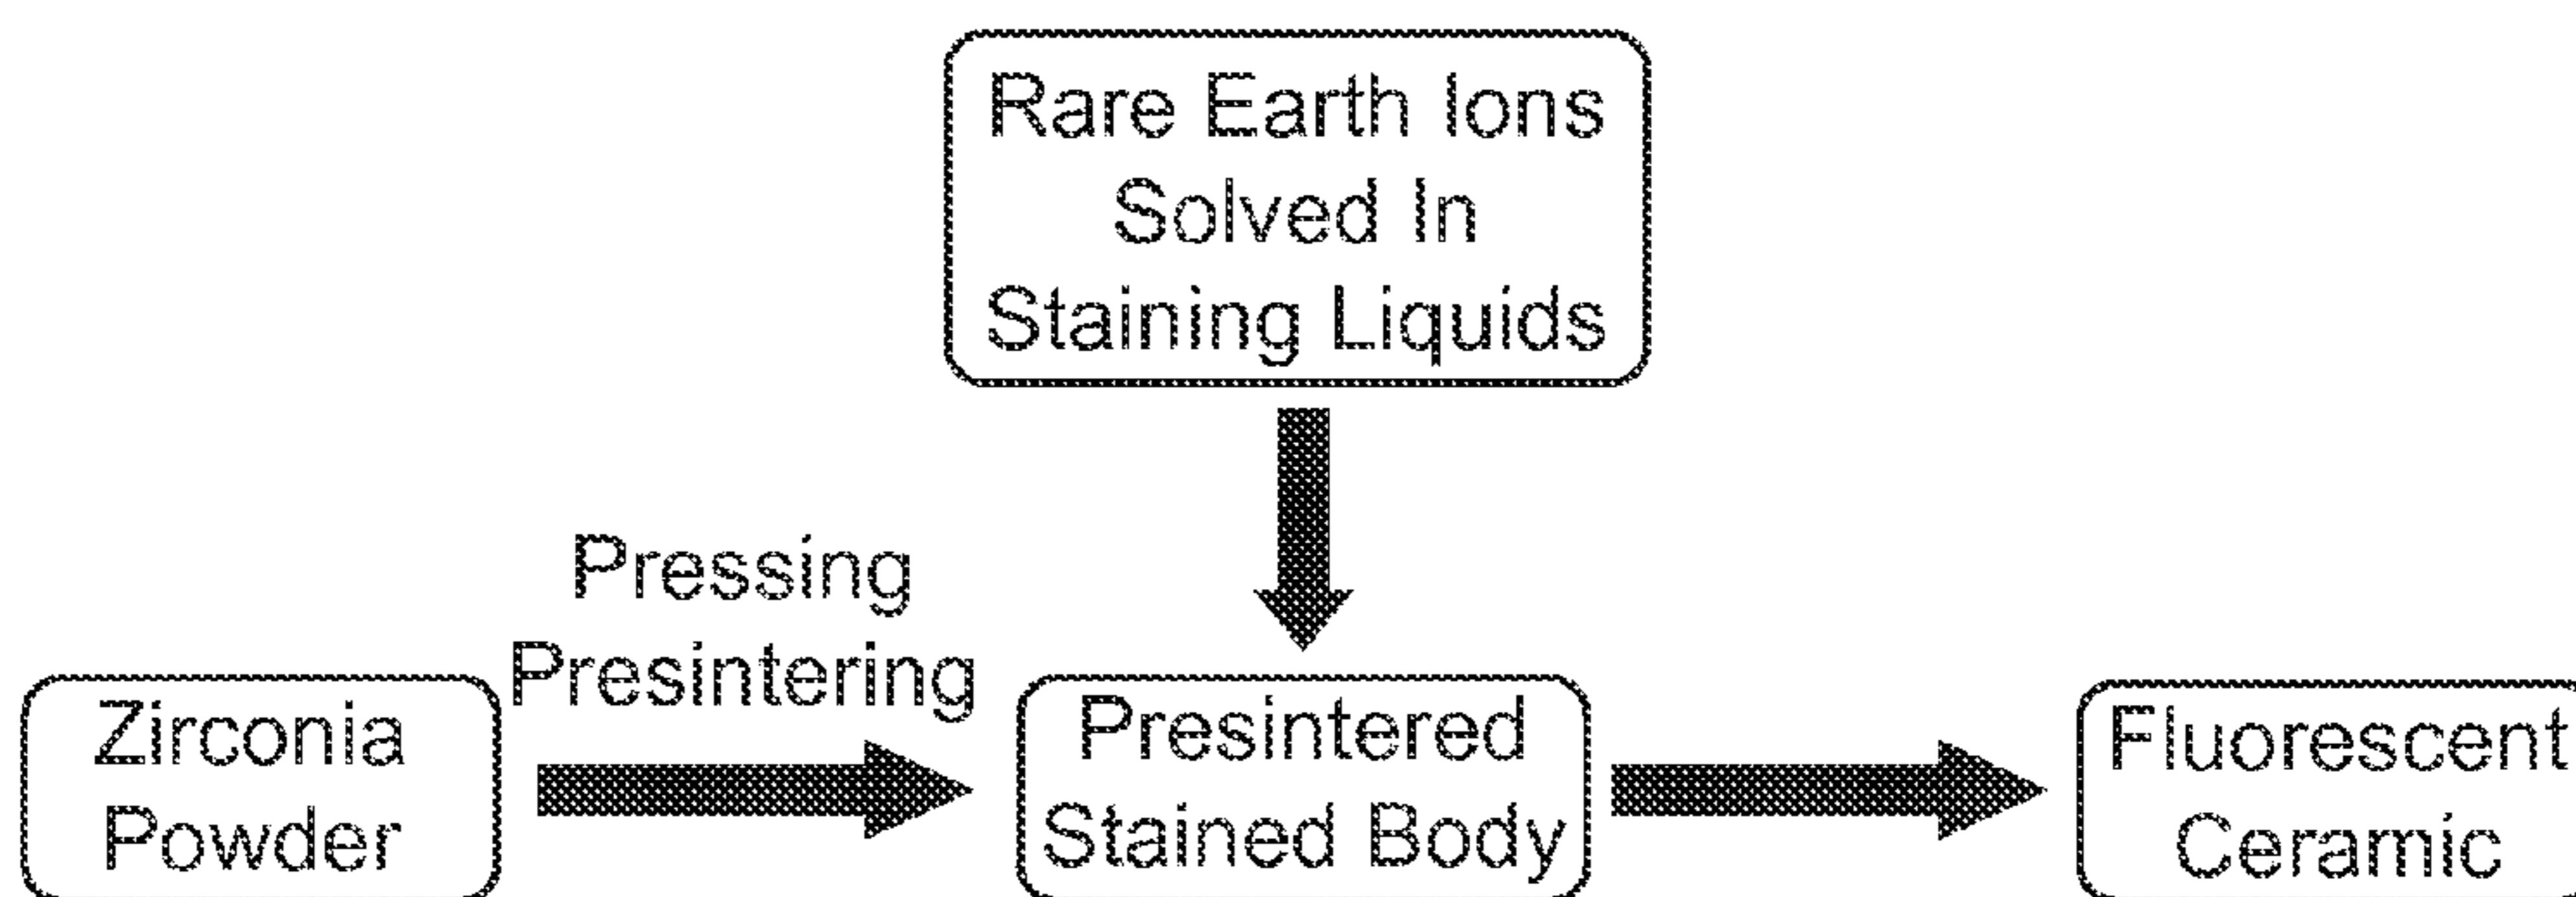 Rare Earth Ions
Solved In
Staining Liquids
Pressing
Presintering
Zirconia
Powder
Presintered
Stained Body
Fluorescent
Ceramic